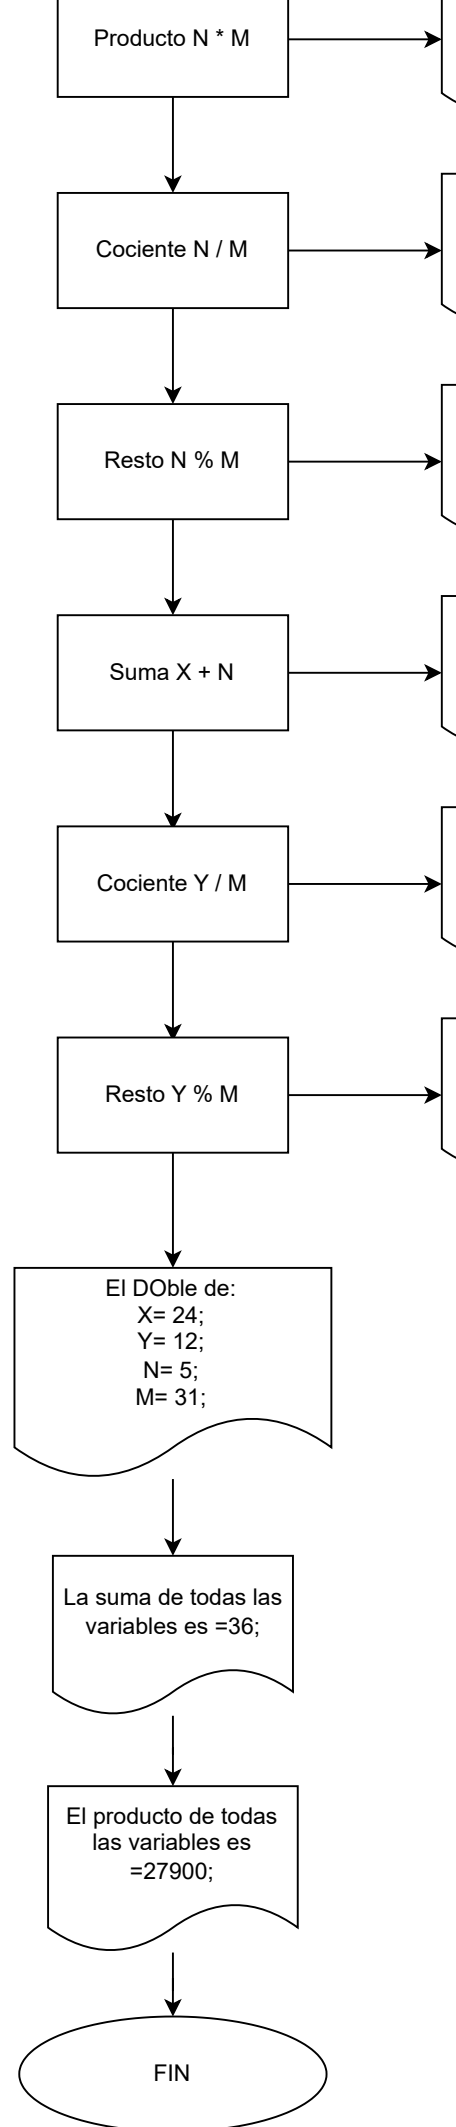 Producto N * M
Cociente N / M
Resto N % M
Suma X + N
Cociente Y / M
Resto Y % M
El DOble de:
X= 24;
Y= 12;
N= 5;
M= 31;
La suma de todas las
variables es =36;
El producto de todas
las variables es
=27900;
FIN